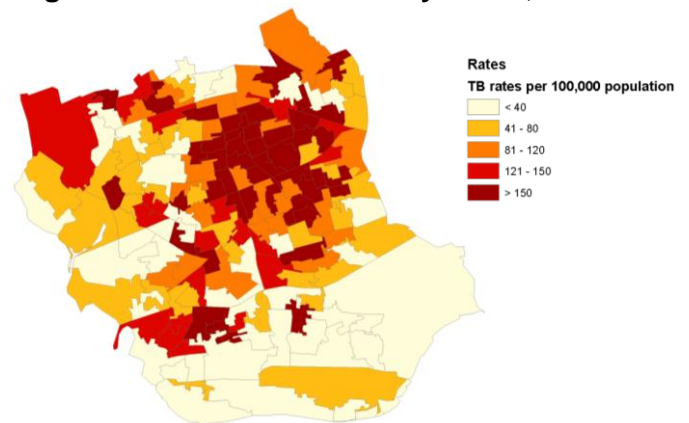 Rates
TB rates per 100,000 population
< 40
41 - 80
81 - 120
121 - 150
> 150